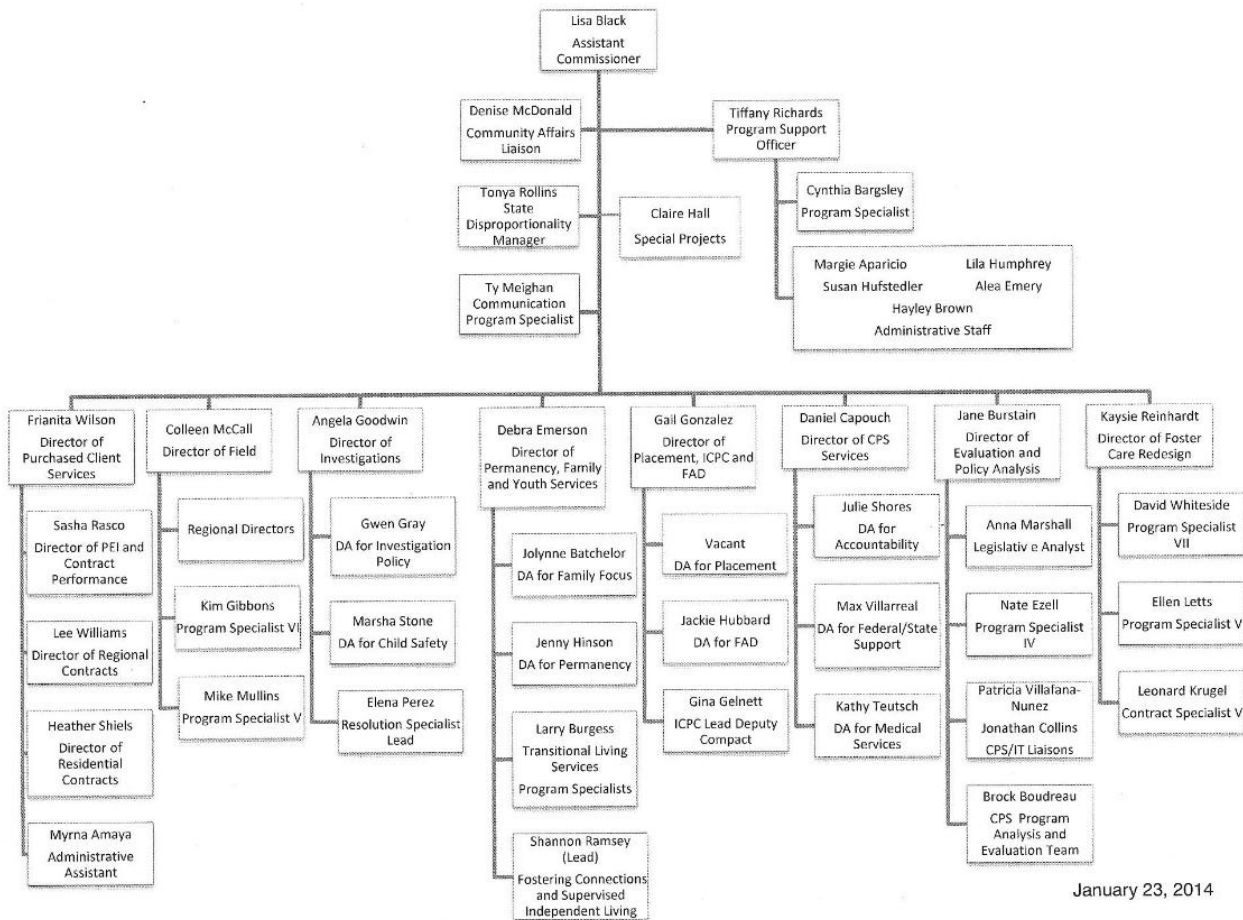 Lisa Black
Assistant
Commissioner
Denise McDonald
Community Affairs
Liaison
Tiffany Richards
Program Support
Officer
Tonya Rollins
State
Disproportionality
Manager
Claire Hall
Special Projects
Cynthia Bargsley
Program Specialist
Ty Meighan
Communication
Program Specialist
Margie Aparicio Lila Humphrey
Susan Hufstedler Alea Emery
Hayley Brown
Administrative Staff
Frianita Wilson
Director of
Purchased Client
Services
Sasha Rasco
Director of PEI and
Contract
Performance
Lee Williams
Director of Regional
Contracts
Heather Shiels
Director of
Residential
Contracts
Myrna Amaya
Administrative
Assistant
Colleen McCall
Director of Field
Regional Directors
Kim Gibbons
Program Specialist VI
Mike Mullins
Program Specialist V
Angela Goodwin
Director of
Investigations
Gwen Gray
DA for Investigation
Policy
Marsha Stone
DA for Child Safety
Elena Perez
Resolution Specialist
Lead
Debra Emerson
Director of
Permanency, Family
and Youth Services
Jolynne Batchelor
DA for Family Focus
Jenny Hinson
DA for Permanency
Larry Burgess
Transitional Living
Services
Program Specialists
Shannon Ramsey
(Lead)
Fostering Connections
and Supervised
Independent Living
Gail Gonzalez
Director of
Placement, ICPC and
FAD
Vacant
DA for Placement
Jackie Hubbard
DA for FAD
Gina Gelnett
ICPC Lead Deputy
Compact
Daniel Capouch
Director of CPS
Services
Julie Shores
DA for
Accountability
Max Villarreal
DA for Federal/State
Support
Kathy Teutsch
DA for Medical
Services
Jane Burstain
Director of
Evaluation and
Policy Analysis
Anna Marshall
Legislativ e Analyst
Nate Ezell
Program Specialist
IV
Patricia Villafana-
Nunez
Jonathan Collins
CPS/IT Liaisons
Brock Boudreau
CPS Program
Analysis and
Evaluation Team
Kaysie Reinhardt
Director of Foster
Care Redesign
David Whiteside
Program Specialist
VII
Ellen Letts
Program Specialist V
Leonard Krugel
Contract Specialist V
January 23, 2014